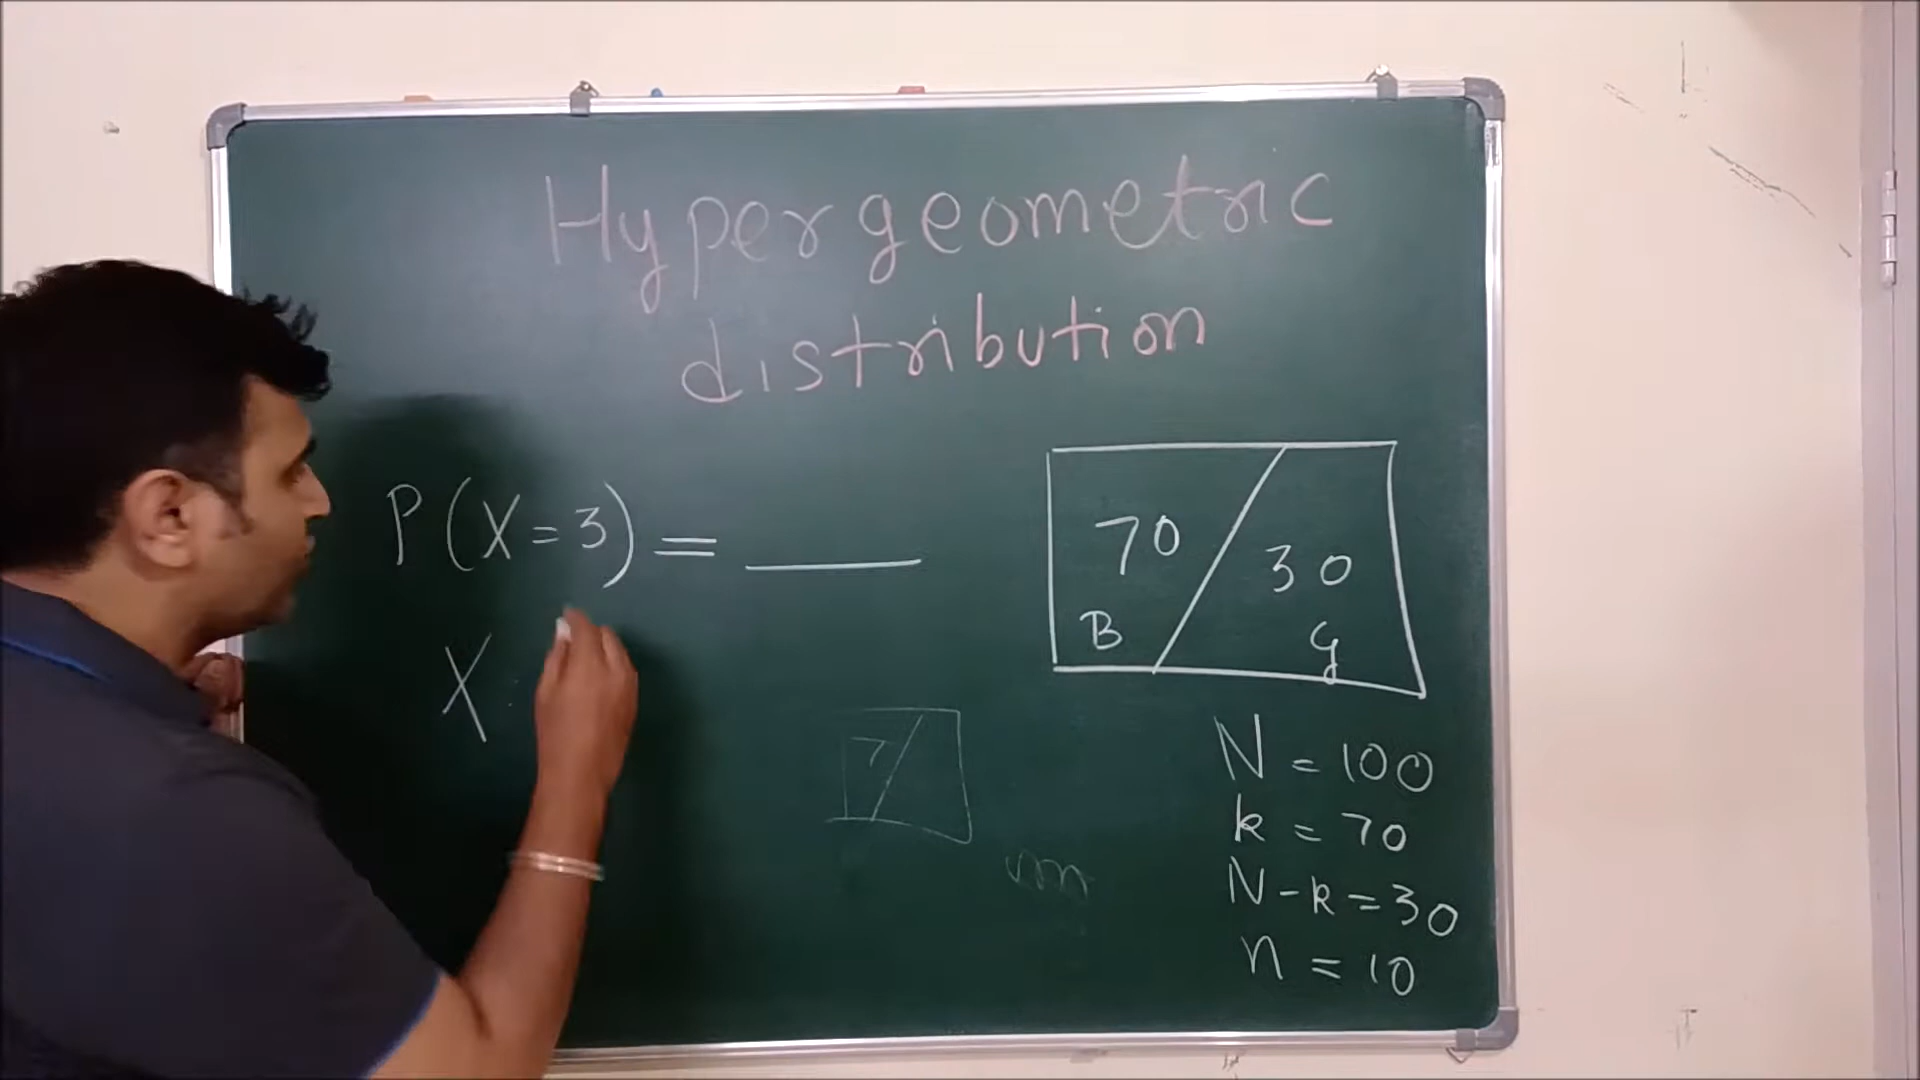 Hypergeometric
distribution
P(X=3) = ____
X
70 30
B G
7
N = 100
k = 70
N-k = 30
n = 10